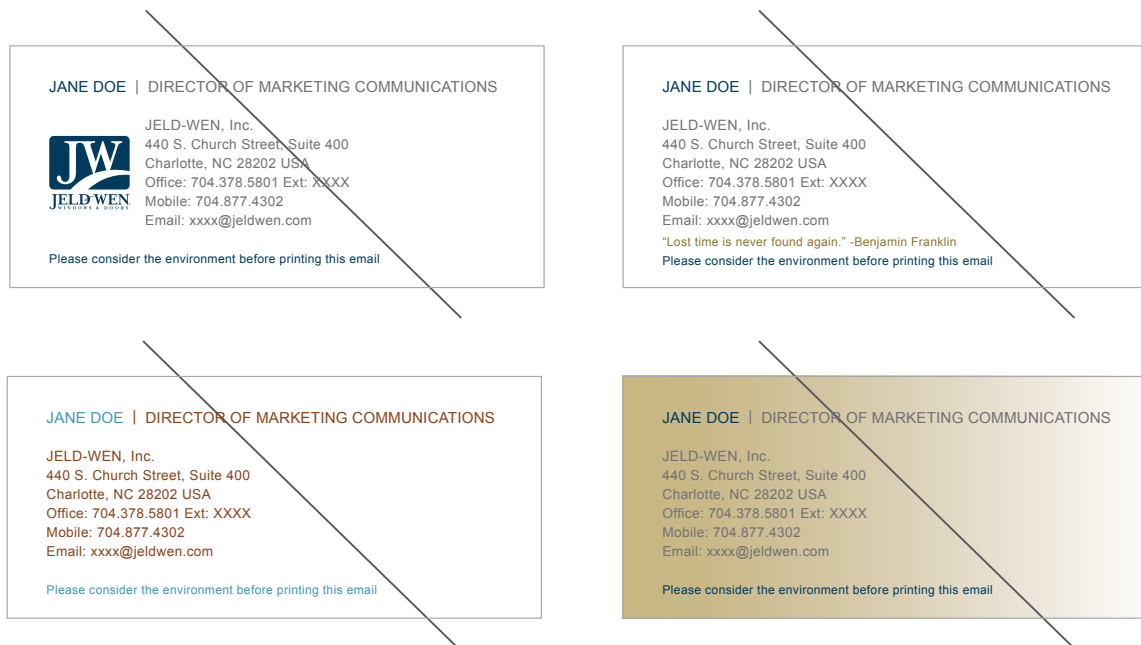 JANE DOE | DIRECTOR OF MARKETING COMMUNICATIONS
JELD-WEN, Inc.
440 S. Church Street, Suite 400
Charlotte, NC 28202 USA
Office: 704.378.5801 Ext: XXXX
Mobile: 704.877.4302
Email: xxxx@jeldwen.com
JW
JELD-WEN
WINDOWS & DOORS
Please consider the environment before printing this email
JANE DOE | DIRECTOR OF MARKETING COMMUNICATIONS
JELD-WEN, Inc.
440 S. Church Street, Suite 400
Charlotte, NC 28202 USA
Office: 704.378.5801 Ext: XXXX
Mobile: 704.877.4302
Email: xxxx@jeldwen.com
“Lost time is never found again.” -Benjamin Franklin
Please consider the environment before printing this email
JANE DOE | DIRECTOR OF MARKETING COMMUNICATIONS
JELD-WEN, Inc.
440 S. Church Street, Suite 400
Charlotte, NC 28202 USA
Office: 704.378.5801 Ext: XXXX
Mobile: 704.877.4302
Email: xxxx@jeldwen.com
Please consider the environment before printing this email
JANE DOE | DIRECTOR OF MARKETING COMMUNICATIONS
JELD-WEN, Inc.
440 S. Church Street, Suite 400
Charlotte, NC 28202 USA
Office: 704.378.5801 Ext: XXXX
Mobile: 704.877.4302
Email: xxxx@jeldwen.com
Please consider the environment before printing this email